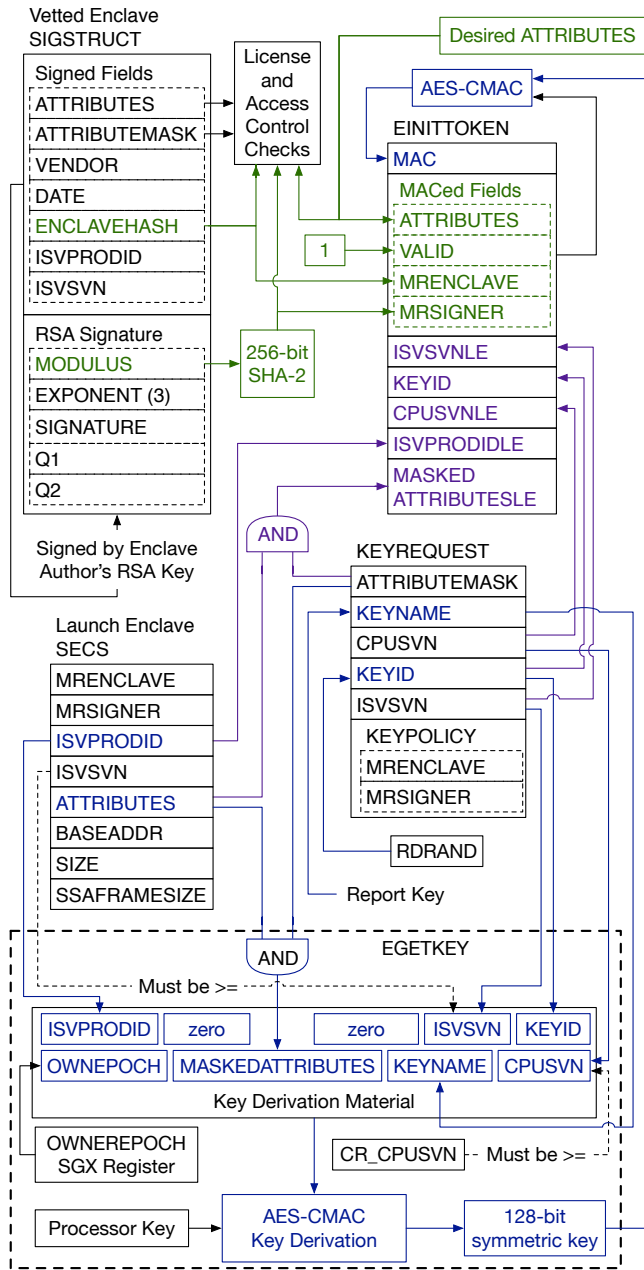 Vetted Enclave
SIGSTRUCT
Signed Fields
ATTRIBUTES
ATTRIBUTEMASK
VENDOR
DATE
ENCLAVEHASH
ISVPRODID
ISVSVN
RSA Signature
MODULUS
EXPONENT (3)
SIGNATURE
Q1
Q2
Signed by Enclave
Author's RSA Key
License
and
Access
Control
Checks
Desired ATTRIBUTES
AES-CMAC
EINITTOKEN
MAC
MACed Fields
ATTRIBUTES
VALID
MRENCLAVE
MRSIGNER
ISVSVNLE
KEYID
CPUSVNLE
ISVPRODIDLE
MASKED
ATTRIBUTESLE
1
256-bit
SHA-2
AND
KEYREQUEST
ATTRIBUTEMASK
KEYNAME
CPUSVN
KEYID
ISVSVN
KEYPOLICY
MRENCLAVE
MRSIGNER
RDRAND
Report Key
Launch Enclave
SECS
MRENCLAVE
MRSIGNER
ISVPRODID
ISVSVN
ATTRIBUTES
BASEADDR
SIZE
SSAFRAMESIZE
AND
EGETKEY
Must be >=
ISVPRODID
zero
zero
ISVSVN
KEYID
OWNEPOCH
MASKEDATTRIBUTES
KEYNAME
CPUSVN
Key Derivation Material
OWNEREPOCH
SGX Register
CR_CPUSVN
Must be >=
Processor Key
AES-CMAC
Key Derivation
128-bit
symmetric key